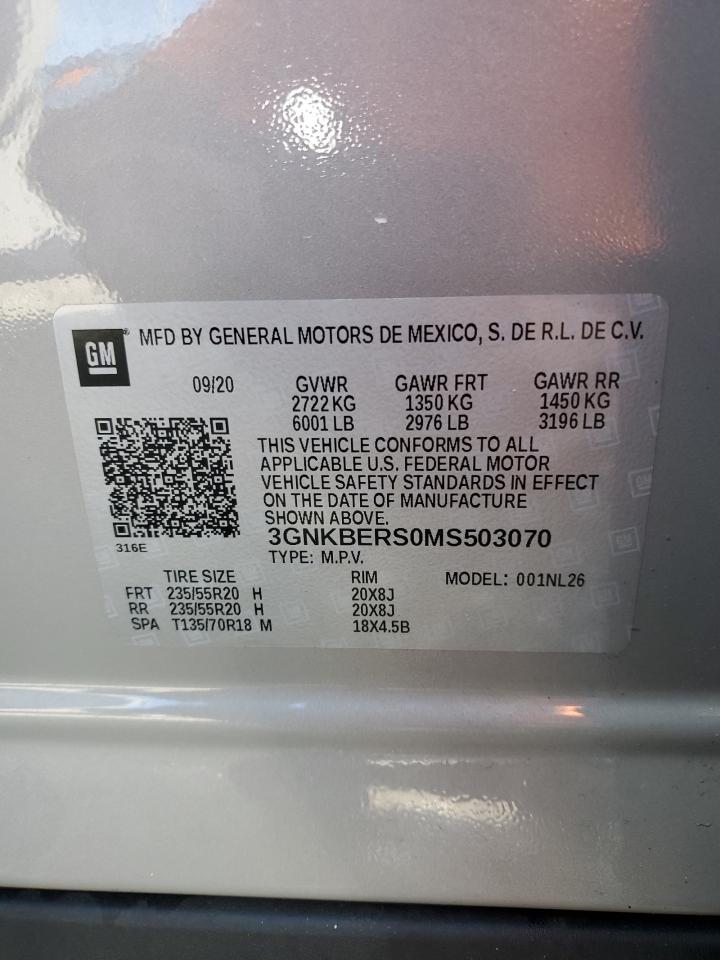 GM
MFD BY GENERAL MOTORS DE MEXICO, S. DE R.L. DE C.V.
09/20 GVWR GAWR FRT GAWR RR
2722 KG 1350 KG 1450 KG
6001 LB 2976 LB 3196 LB
THIS VEHICLE CONFORMS TO ALL
APPLICABLE U.S. FEDERAL MOTOR
VEHICLE SAFETY STANDARDS IN EFFECT
ON THE DATE OF MANUFACTURE
SHOWN ABOVE.
3GNKBERS0MS503070
316E
TYPE: M.P.V.
TIRE SIZE RIM MODEL: 001NL26
FRT 235/55R20 H 20X8J
RR 235/55R20 H 20X8J
SPA T135/70R18 M 18X4.5B